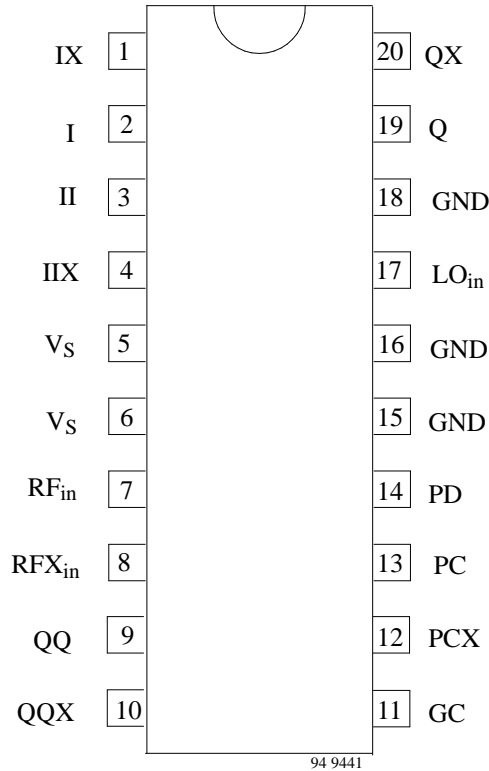 IX 1 20 QX
I 2 19 Q
II 3 18 GND
IIX 4 17 LOin
VS 5 16 GND
VS 6 15 GND
RFin 7 14 PD
RFXin 8 13 PC
QQ 9 12 PCX
QQX 10 11 GC
94 9441